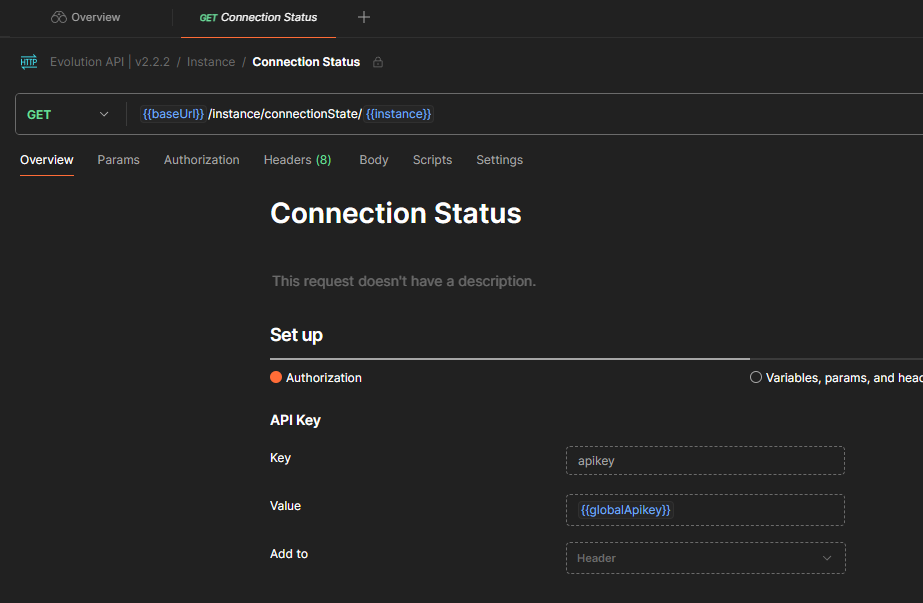 Overview GET Connection Status +
HTTP Evolution API | v2.2.2 / Instance / Connection Status
GET {{baseUrl}} /instance/connectionState/ {{instance}}
Overview Params Authorization Headers (8) Body Scripts Settings
Connection Status
This request doesn't have a description.
Set up
Authorization Variables, params, and head
API Key
Key apikey
Value {{globalApikey}}
Add to Header